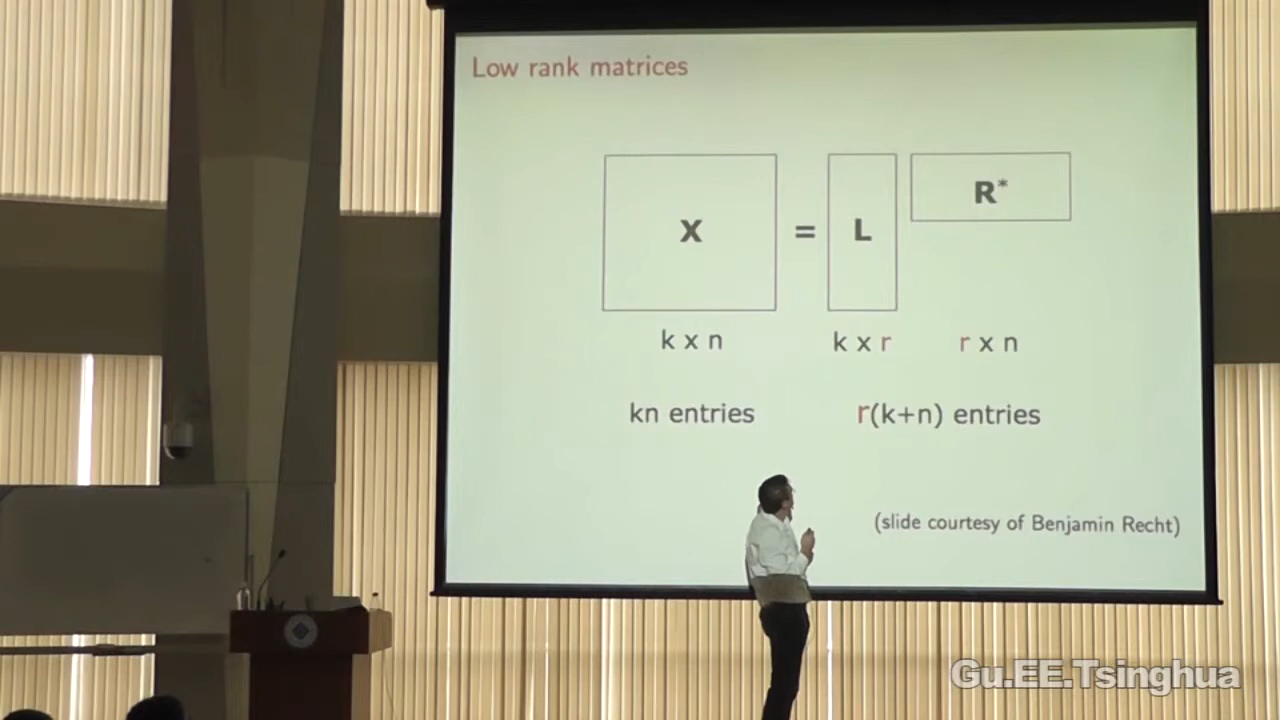 Low rank matrices
X = L R*
k x n k x r r x n
kn entries r(k+n) entries
(slide courtesy of Benjamin Recht)
Gu.EE.Tsinghua